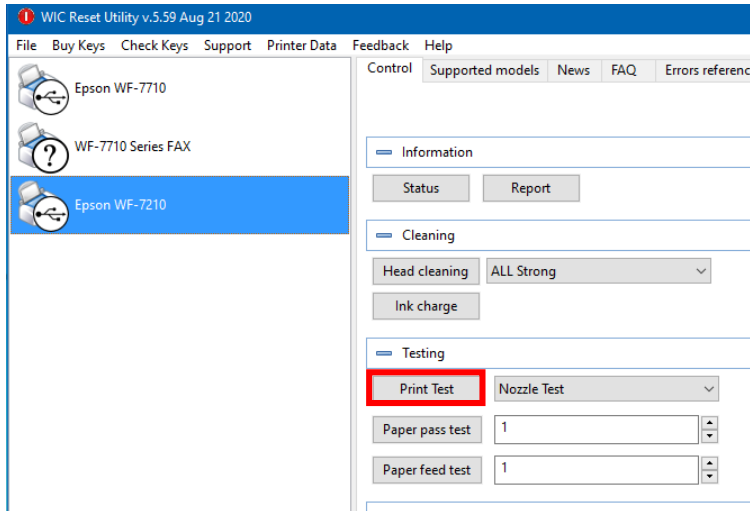 WIC Reset Utility v.5.59 Aug 21 2020
File Buy Keys Check Keys Support Printer Data Feedback Help
Epson WF-7710
WF-7710 Series FAX
Epson WF-7210
Control Supported models News FAQ Errors referenc
Information
Status Report
Cleaning
Head cleaning ALL Strong
Ink charge
Testing
Print Test Nozzle Test
Paper pass test 1
Paper feed test 1